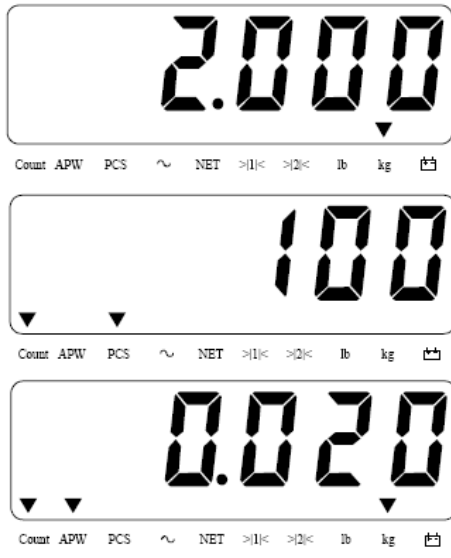 2.000
Count APW PCS ~ NET >|1|< >|2|< lb kg
100
Count APW PCS ~ NET >|1|< >|2|< lb kg
0.020
Count APW PCS ~ NET >|1|< >|2|< lb kg